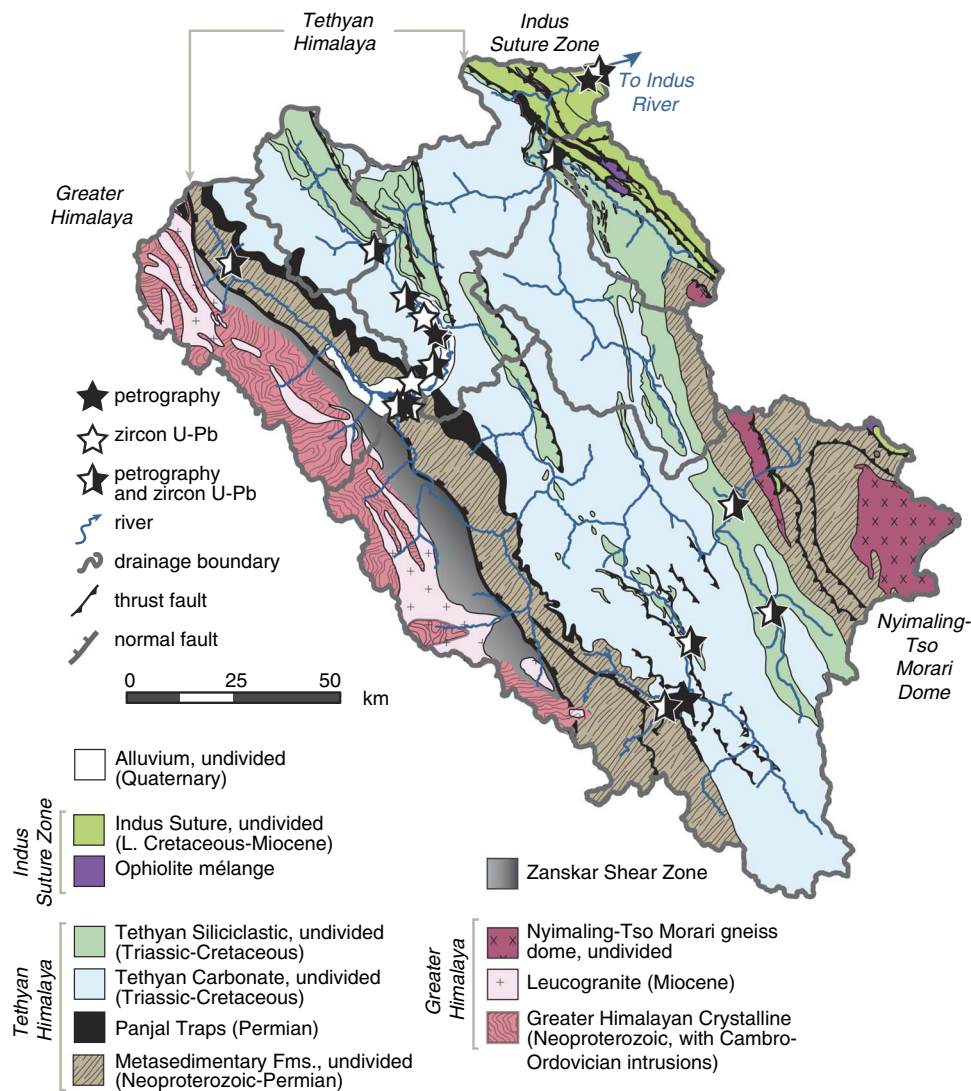 Tethyan
Himalaya
Indus
Suture Zone
To Indus
River
Greater
Himalaya
petrography
zircon U-Pb
petrography
and zircon U-Pb
river
drainage boundary
thrust fault
normal fault
0 25 50
km
Nyimaling-
Tso
Morari
Dome
Alluvium, undivided
(Quaternary)
Indus
Suture Zone
Indus Suture, undivided
(L. Cretaceous-Miocene)
Ophiolite mélange
Zanskar Shear Zone
Tethyan
Himalaya
Tethyan Siliciclastic, undivided
(Triassic-Cretaceous)
Tethyan Carbonate, undivided
(Triassic-Cretaceous)
Panjal Traps (Permian)
Metasedimentary Fms., undivided
(Neoproterozoic-Permian)
Greater
Himalaya
Nyimaling-Tso Morari gneiss
dome, undivided
Leucogranite (Miocene)
Greater Himalayan Crystalline
(Neoproterozoic, with Cambro-
Ordovician intrusions)